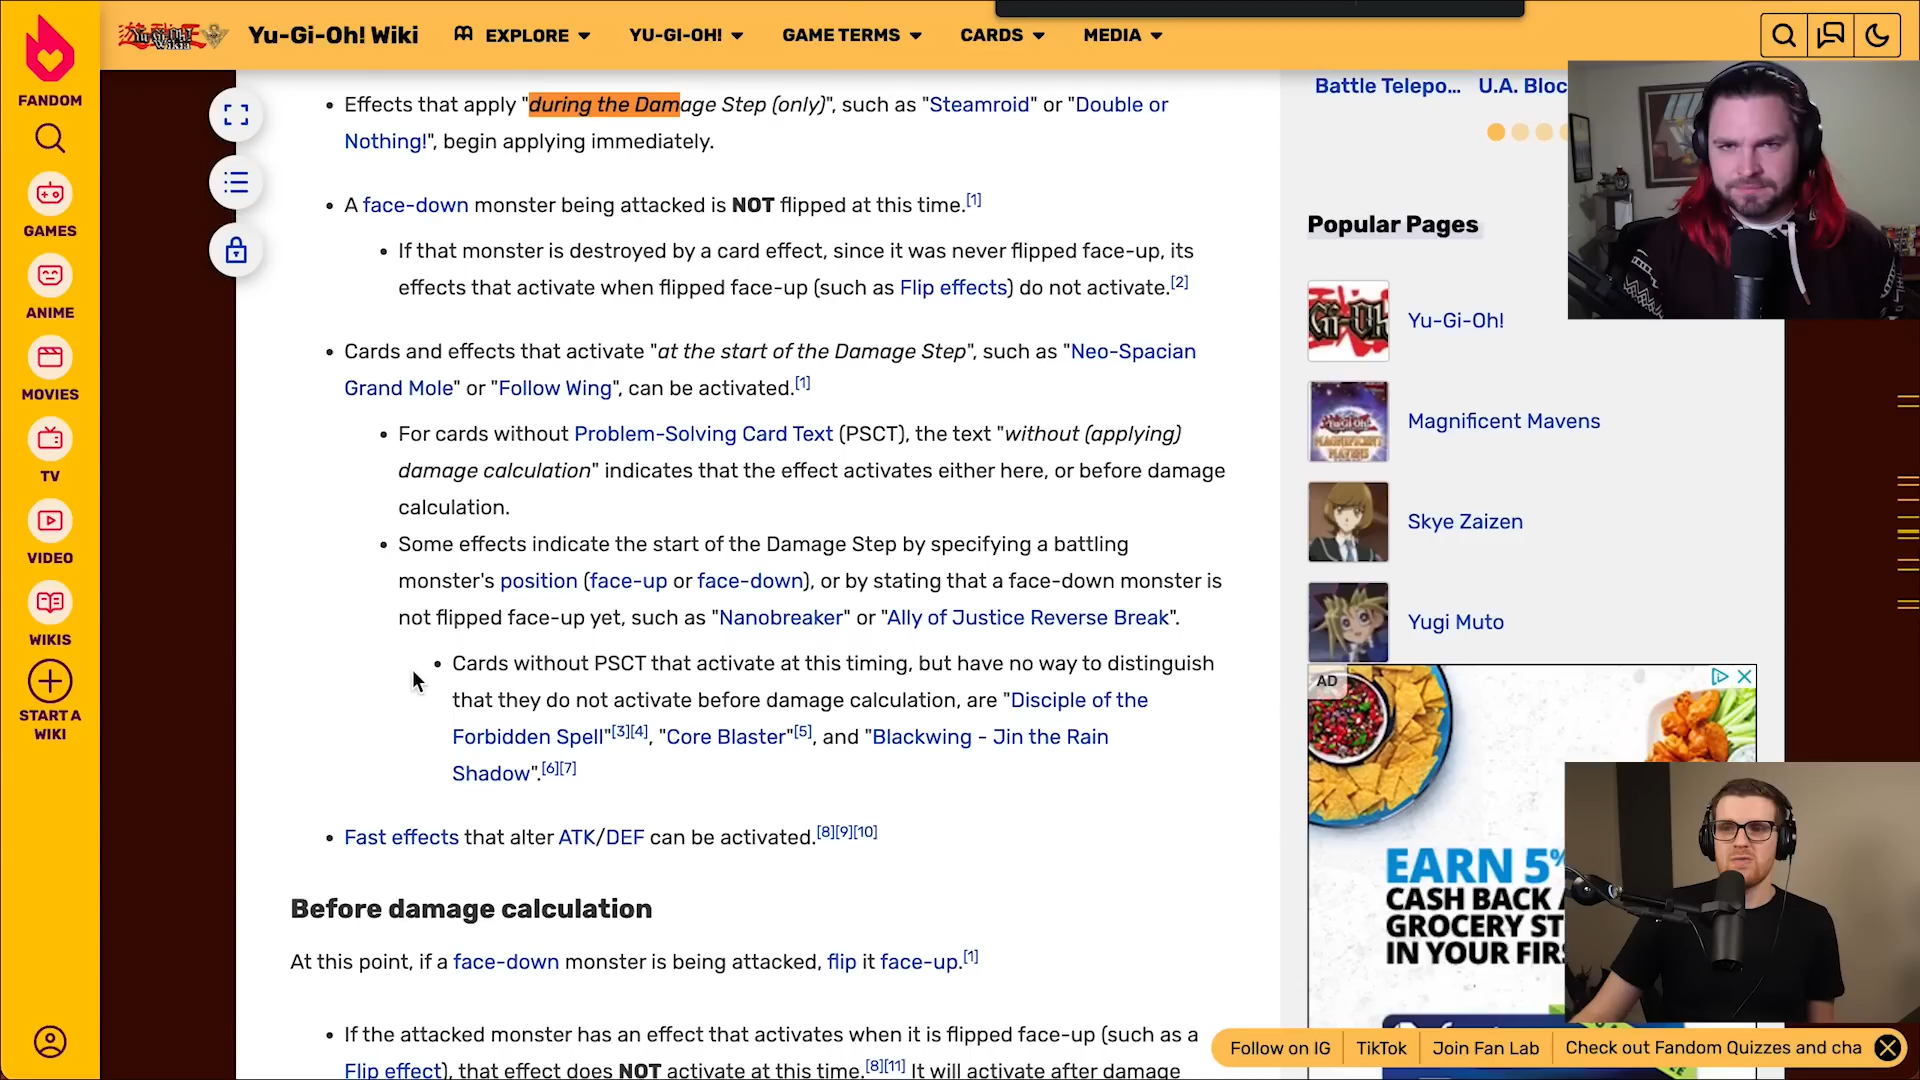 Yu-Gi-Oh! Wiki
EXPLORE
YU-GI-OH!
GAME TERMS
CARDS
MEDIA
FANDOM
GAMES
ANIME
MOVIES
TV
VIDEO
WIKIS
START A
WIKI
• Effects that apply "during the Damage Step (only)", such as "Steamroid" or "Double or
Nothing!", begin applying immediately.
• A face-down monster being attacked is NOT flipped at this time.[1]
• If that monster is destroyed by a card effect, since it was never flipped face-up, its
effects that activate when flipped face-up (such as Flip effects) do not activate.[2]
• Cards and effects that activate "at the start of the Damage Step", such as "Neo-Spacian
Grand Mole" or "Follow Wing", can be activated.[1]
• For cards without Problem-Solving Card Text (PSCT), the text "without (applying)
damage calculation" indicates that the effect activates either here, or before damage
calculation.
• Some effects indicate the start of the Damage Step by specifying a battling
monster's position (face-up or face-down), or by stating that a face-down monster is
not flipped face-up yet, such as "Nanobreaker" or "Ally of Justice Reverse Break".
• Cards without PSCT that activate at this timing, but have no way to distinguish
that they do not activate before damage calculation, are "Disciple of the
Forbidden Spell"[3][4], "Core Blaster"[5], and "Blackwing - Jin the Rain
Shadow".[6][7]
• Fast effects that alter ATK/DEF can be activated.[8][9][10]
Before damage calculation
At this point, if a face-down monster is being attacked, flip it face-up.[1]
• If the attacked monster has an effect that activates when it is flipped face-up (such as a
Flip effect), that effect does NOT activate at this time.[8][11] It will activate after damage
Battle Telepo... U.A. Bloc
Popular Pages
Yu-Gi-Oh!
Magnificent Mavens
Skye Zaizen
Yugi Muto
AD
EARN 5%
CASH BACK
GROCERY ST
IN YOUR FIR
Follow on IG
TikTok
Join Fan Lab
Check out Fandom Quizzes and cha